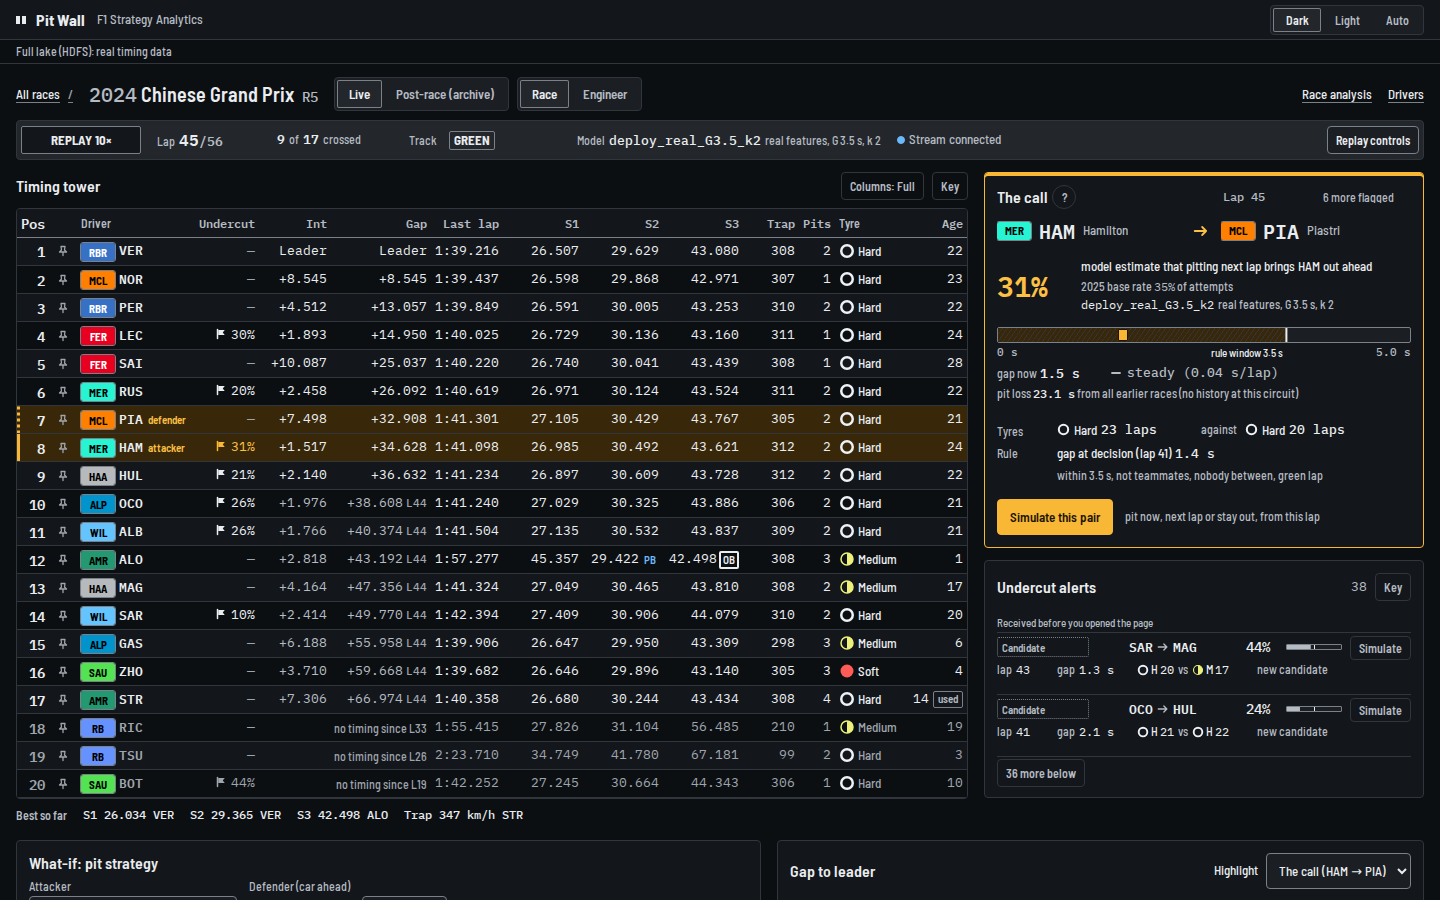 Pit Wall F1 Strategy Analytics Dark Light Auto
Full lake (HDFS): real timing data
All races / 2024 Chinese Grand Prix R5 Live Post-race (archive) Race Engineer Race analysis Drivers
REPLAY 10× Lap 45/56 9 of 17 crossed Track GREEN Model deploy_real_G3.5_k2 real features, G 3.5 s, k 2 Stream connected Replay controls
Timing tower Columns: Full Key
Pos Driver Undercut Int Gap Last lap S1 S2 S3 Trap Pits Tyre Age
1 RBR VER — Leader Leader 1:39.216 26.507 29.629 43.080 308 2 Hard 22
2 MCL NOR — +8.545 +8.545 1:39.437 26.598 29.868 42.971 307 1 Hard 23
3 RBR PER — +4.512 +13.057 1:39.849 26.591 30.005 43.253 310 2 Hard 22
4 FER LEC 30% +1.893 +14.950 1:40.025 26.729 30.136 43.160 311 1 Hard 24
5 FER SAI — +10.087 +25.037 1:40.220 26.740 30.041 43.439 308 1 Hard 28
6 MER RUS 20% +2.458 +26.092 1:40.619 26.971 30.124 43.524 311 2 Hard 22
7 MCL PIA defender — +7.498 +32.908 1:41.301 27.105 30.429 43.767 305 2 Hard 21
8 MER HAM attacker 31% +1.517 +34.628 1:41.098 26.985 30.492 43.621 312 2 Hard 24
9 HAA HUL 21% +2.140 +36.632 1:41.234 26.897 30.609 43.728 312 2 Hard 22
10 ALP OCO 26% +1.976 +38.608 L44 1:41.240 27.029 30.325 43.886 306 2 Hard 21
11 WIL ALB 26% +1.766 +40.374 L44 1:41.504 27.135 30.532 43.837 309 2 Hard 21
12 AMR ALO — +2.818 +43.192 L44 1:57.277 45.357 29.422 PB 42.498 OB 308 3 Medium 1
13 HAA MAG — +4.164 +47.356 L44 1:41.324 27.049 30.465 43.810 308 2 Medium 17
14 WIL SAR 10% +2.414 +49.770 L44 1:42.394 27.409 30.906 44.079 310 2 Hard 20
15 ALP GAS — +6.188 +55.958 L44 1:39.906 26.647 29.950 43.309 298 3 Medium 6
16 SAU ZHO — +3.710 +59.668 L44 1:39.682 26.646 29.896 43.140 305 3 Soft 4
17 AMR STR — +7.306 +66.974 L44 1:40.358 26.680 30.244 43.434 308 4 Hard 14 used
18 RB RIC — no timing since L33 1:55.415 27.826 31.104 56.485 210 1 Medium 19
19 RB TSU — no timing since L26 2:23.710 34.749 41.780 67.181 99 2 Hard 3
20 SAU BOT 44% no timing since L19 1:42.252 27.245 30.664 44.343 306 1 Hard 10
Best so far S1 26.034 VER S2 29.365 VER S3 42.498 ALO Trap 347 km/h STR
The call ? Lap 45 6 more flagged
MER HAM Hamilton → MCL PIA Piastri
31% model estimate that pitting next lap brings HAM out ahead
2025 base rate 35% of attempts
deploy_real_G3.5_k2 real features, G 3.5 s, k 2
0 s rule window 3.5 s 5.0 s
gap now 1.5 s — steady (0.04 s/lap)
pit loss 23.1 s from all earlier races (no history at this circuit)
Tyres Hard 23 laps against Hard 20 laps
Rule gap at decision (lap 41) 1.4 s
within 3.5 s, not teammates, nobody between, green lap
Simulate this pair pit now, next lap or stay out, from this lap
Undercut alerts 38 Key
Received before you opened the page
Candidate SAR → MAG 44% Simulate
lap 43 gap 1.3 s H 20 vs M 17 new candidate
Candidate OCO → HUL 24% Simulate
lap 41 gap 2.1 s H 21 vs H 22 new candidate
36 more below
What-if: pit strategy
Attacker Defender (car ahead)
Gap to leader Highlight The call (HAM → PIA)